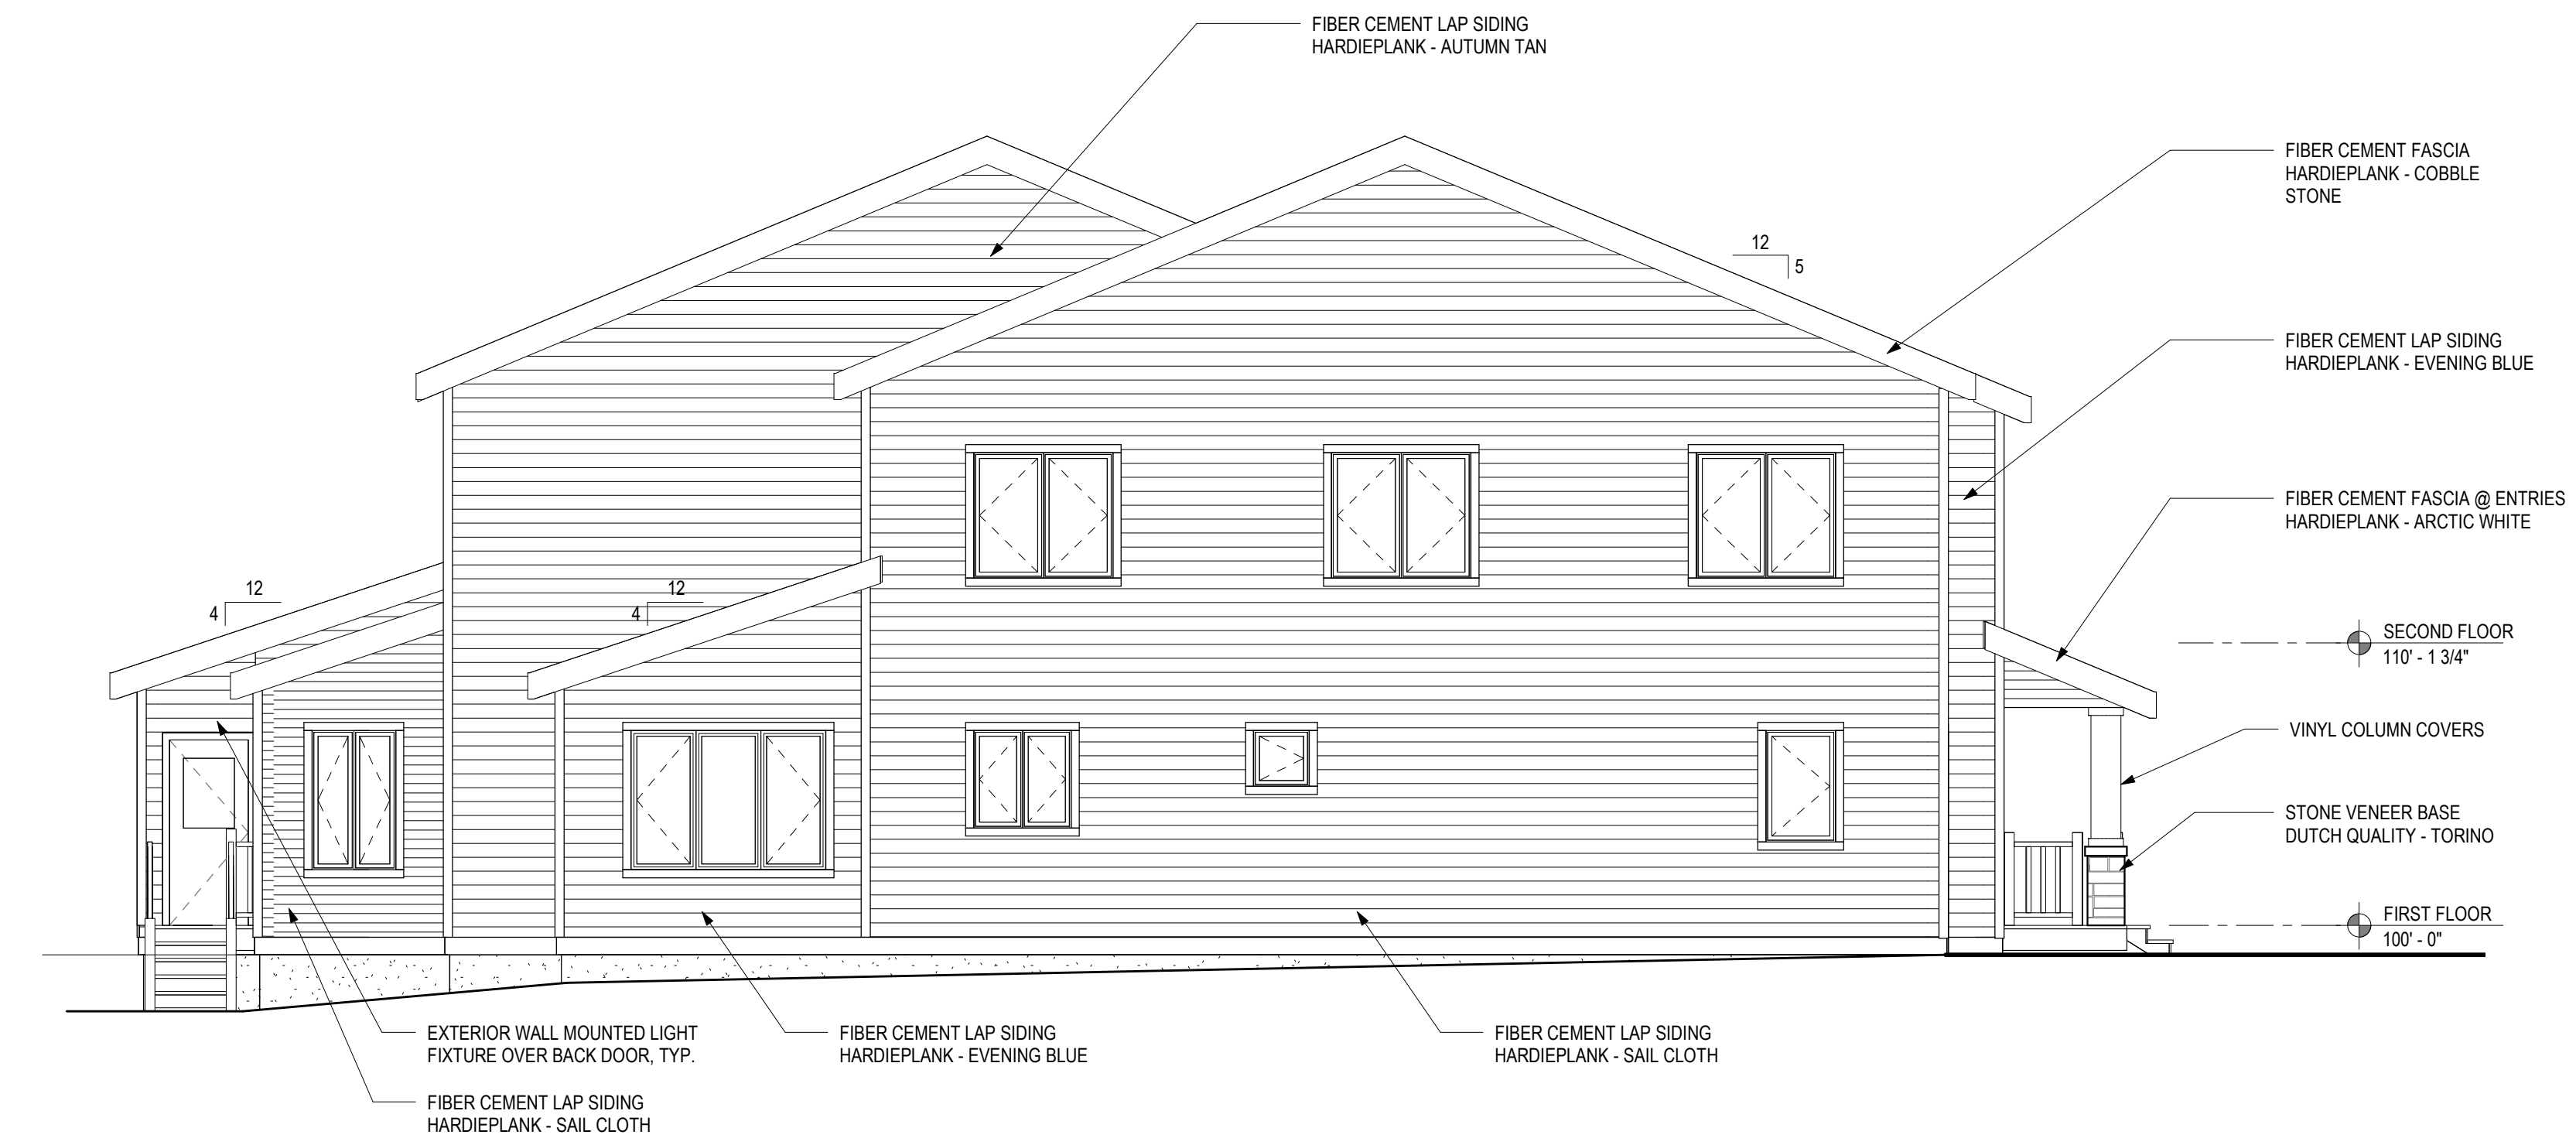 FIBER CEMENT LAP SIDING
HARDIEPLANK - AUTUMN TAN
FIBER CEMENT FASCIA
HARDIEPLANK - COBBLE
STONE
12
5
FIBER CEMENT LAP SIDING
HARDIEPLANK - EVENING BLUE
FIBER CEMENT FASCIA @ ENTRIES
HARDIEPLANK - ARCTIC WHITE
12
4
12
4
SECOND FLOOR
110' - 1 3/4"
VINYL COLUMN COVERS
STONE VENEER BASE
DUTCH QUALITY - TORINO
FIRST FLOOR
100' - 0"
EXTERIOR WALL MOUNTED LIGHT
FIXTURE OVER BACK DOOR, TYP.
FIBER CEMENT LAP SIDING
HARDIEPLANK - EVENING BLUE
FIBER CEMENT LAP SIDING
HARDIEPLANK - SAIL CLOTH
FIBER CEMENT LAP SIDING
HARDIEPLANK - SAIL CLOTH